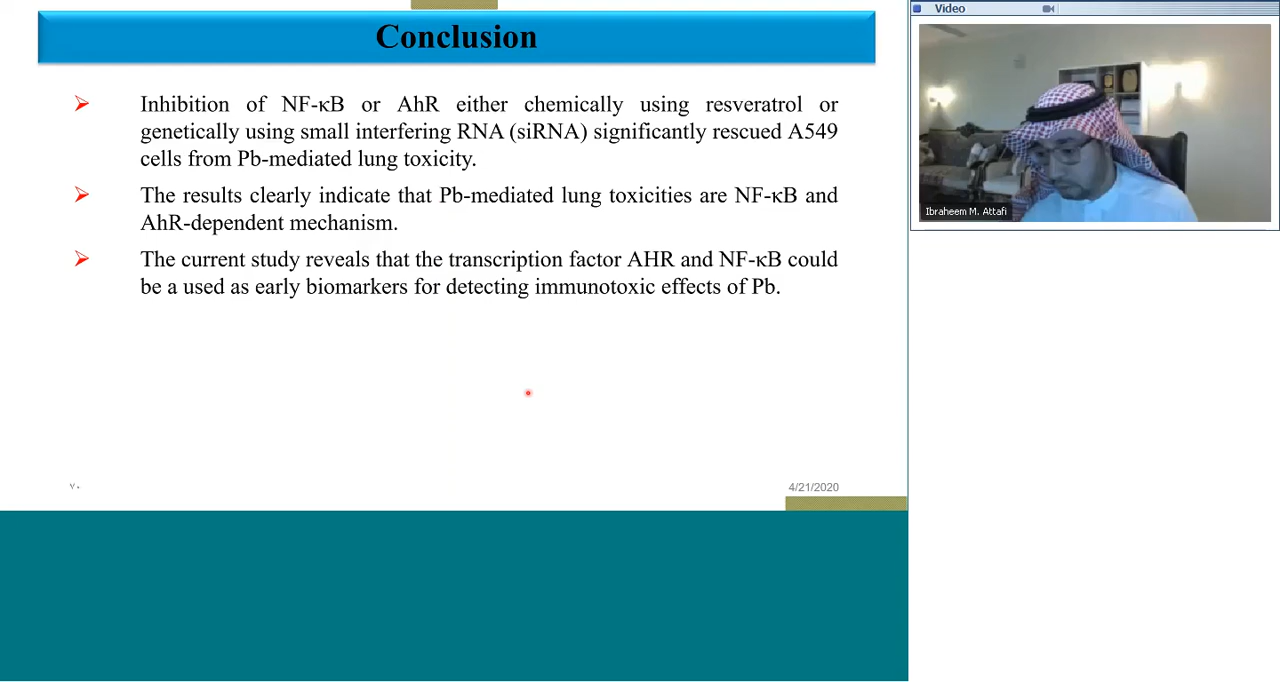 Conclusion
Inhibition of NF-κB or AhR either chemically using resveratrol or
genetically using small interfering RNA (siRNA) significantly rescued A549
cells from Pb-mediated lung toxicity.
The results clearly indicate that Pb-mediated lung toxicities are NF-κB and
AhR-dependent mechanism.
The current study reveals that the transcription factor AHR and NF-κB could
be a used as early biomarkers for detecting immunotoxic effects of Pb.
٧٠
4/21/2020
Video
Ibraheem M. Attafi